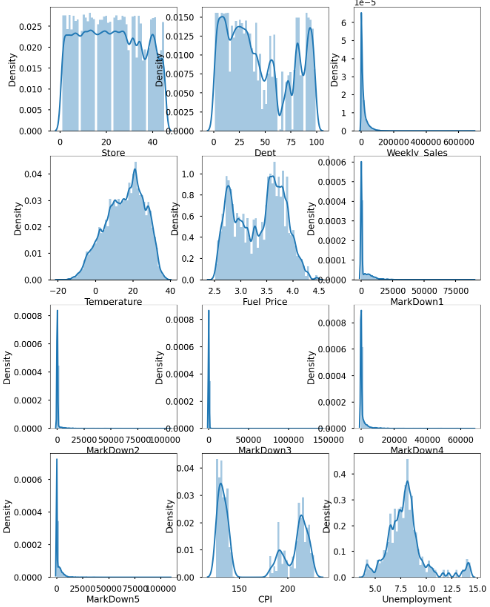 1e−5
0.025 0.020 0.015 0.010 0.005 0.000 Density 0 20 40 Store
0.0150 0.0125 0.0100 0.0075 0.0050 0.0025 0.0000 Density 0 25 50 75 100 Dept
6 5 4 3 2 1 0 Density 0 200000 400000 600000 Weekly_Sales
0.04 0.03 0.02 0.01 0.00 Density −20 0 20 40 Temperature
1.0 0.8 0.6 0.4 0.2 0.0 Density 2.5 3.0 3.5 4.0 4.5 Fuel_Price
0.0006 0.0005 0.0004 0.0003 0.0002 0.0001 0.0000 Density 0 25000 50000 75000 MarkDown1
0.0008 0.0006 0.0004 0.0002 0.0000 Density 0 25000 50000 75000 100000 MarkDown2
0.0008 0.0006 0.0004 0.0002 0.0000 Density 0 50000 100000 150000 MarkDown3
0.0008 0.0006 0.0004 0.0002 0.0000 Density 0 20000 40000 60000 MarkDown4
0.0006 0.0004 0.0002 0.0000 Density 0 25000 50000 75000 100000 MarkDown5
0.04 0.03 0.02 0.01 0.00 Density 150 200 CPI
0.4 0.3 0.2 0.1 0.0 Density 5.0 7.5 10.0 12.5 15.0 Unemployment